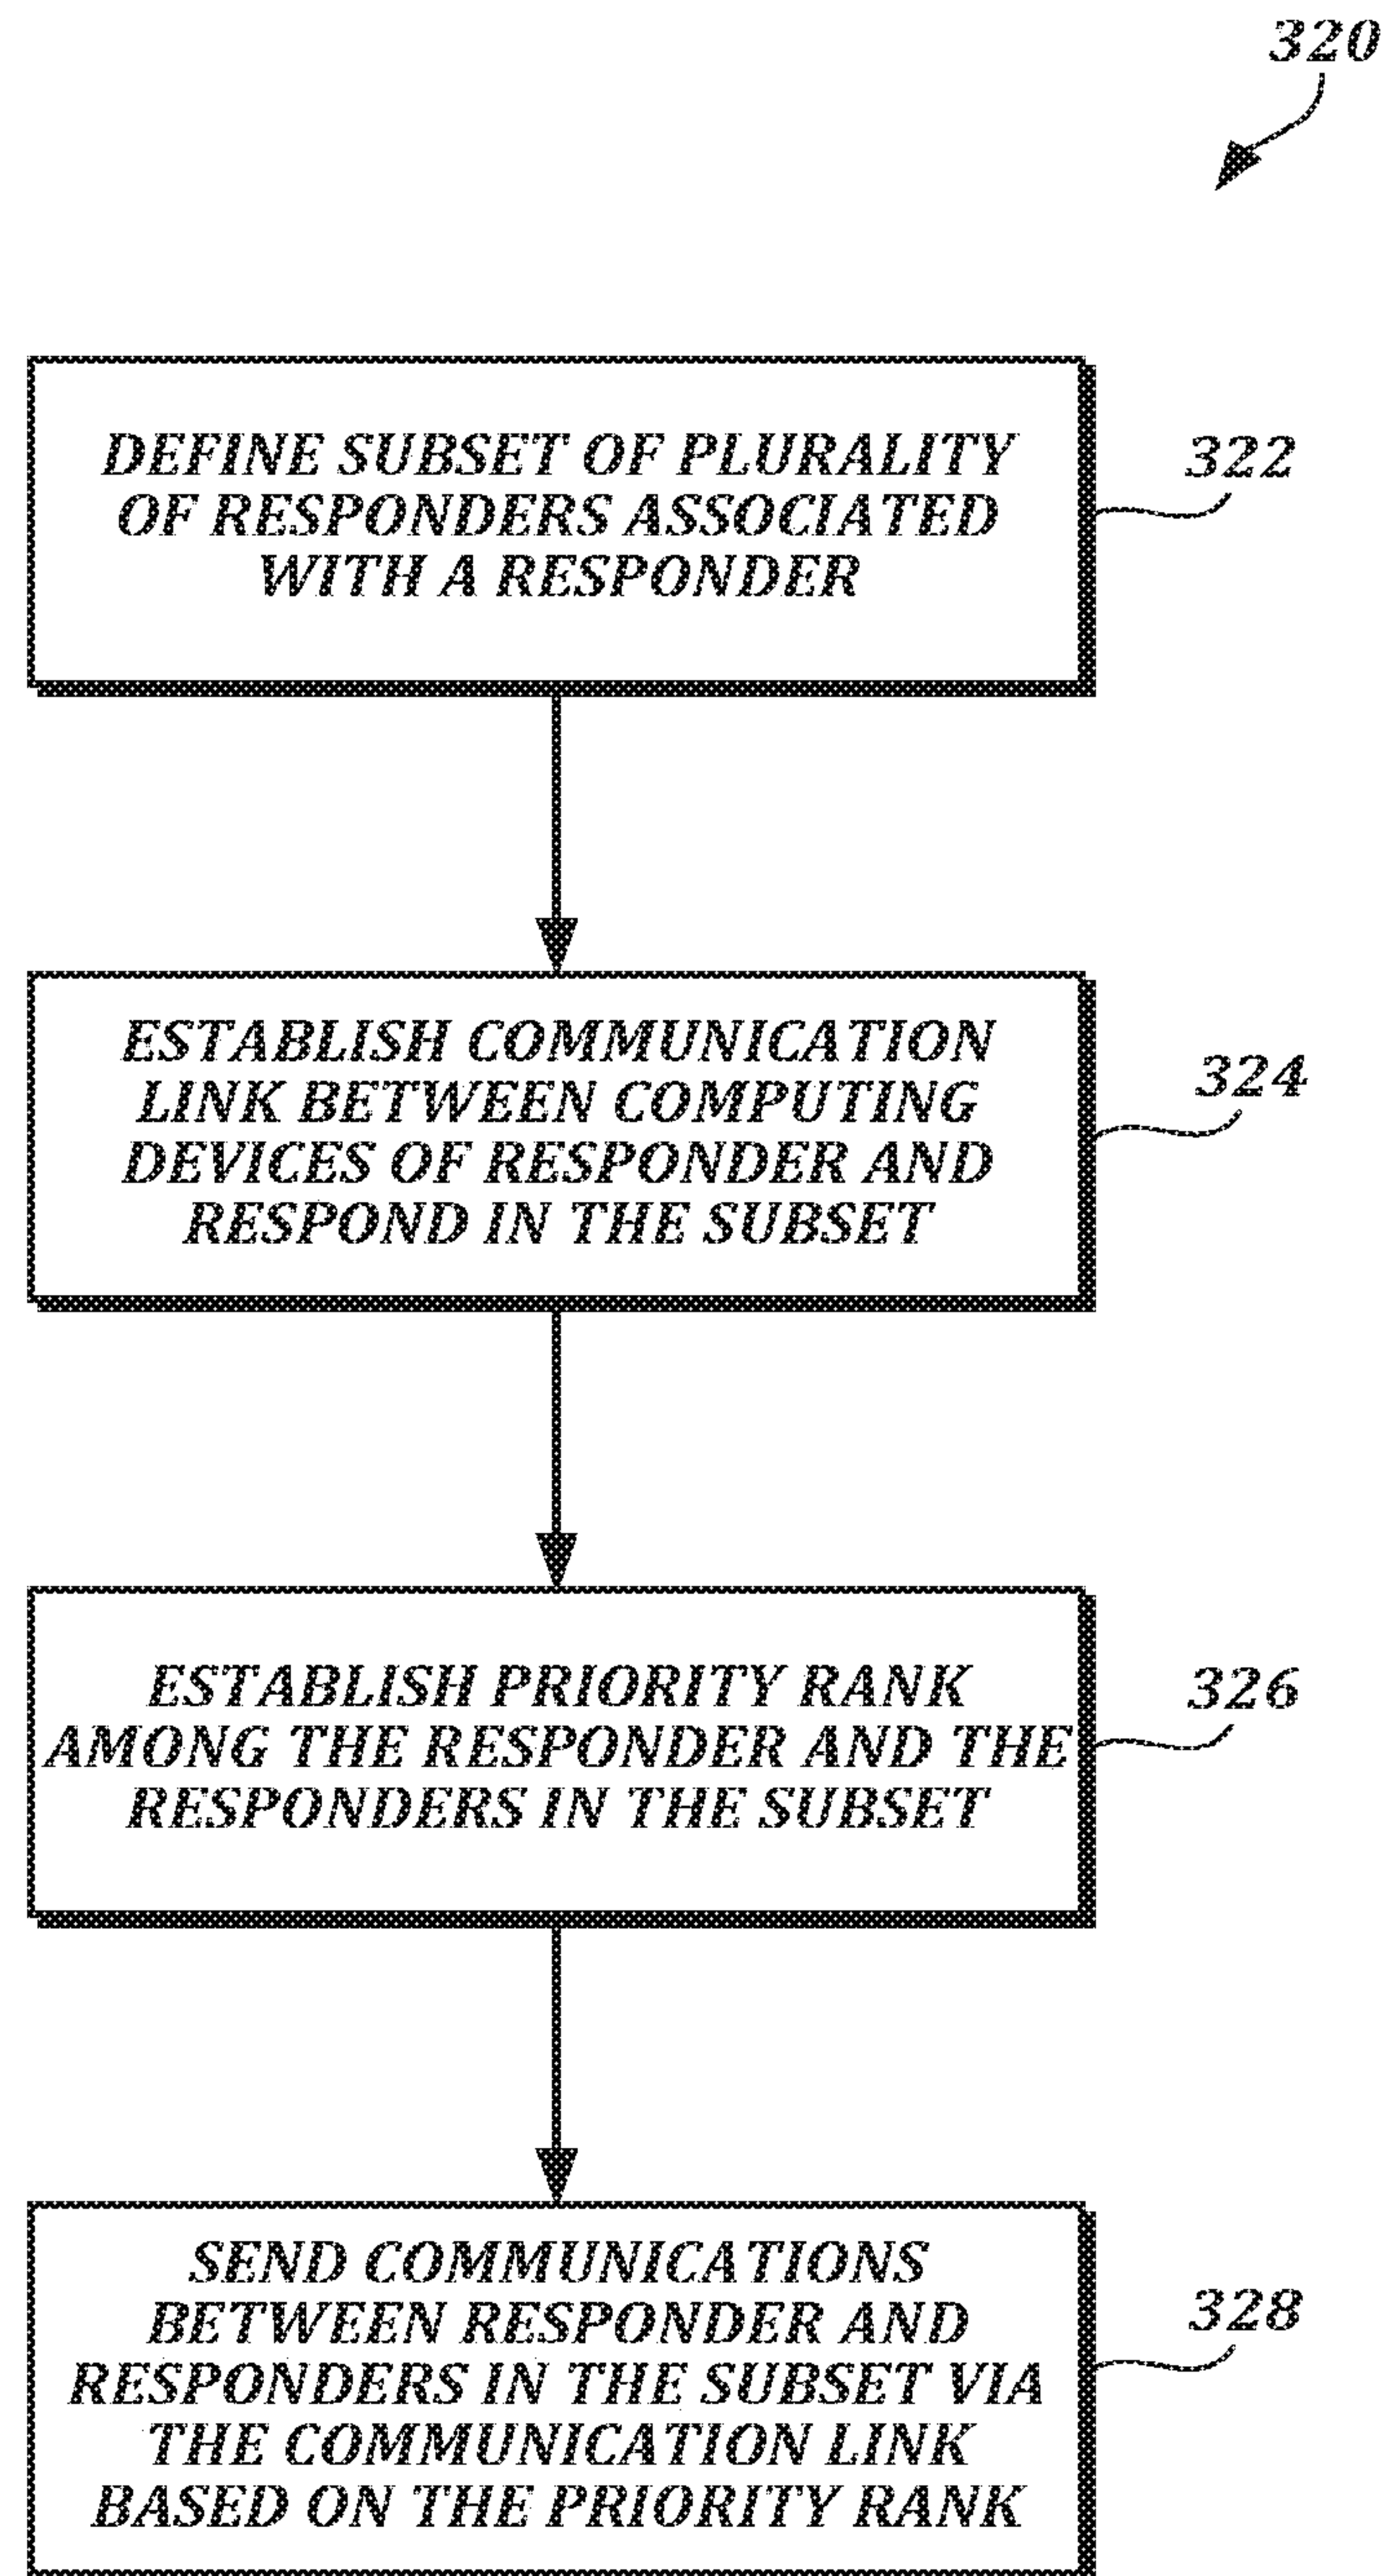 320
DEFINE SUBSET OF PLURALITY
OF RESPONDERS ASSOCIATED
WITH A RESPONDER
322
ESTABLISH COMMUNICATION
LINK BETWEEN COMPUTING
DEVICES OF RESPONDER AND
RESPOND IN THE SUBSET
324
ESTABLISH PRIORITY RANK
AMONG THE RESPONDER AND THE
RESPONDERS IN THE SUBSET
326
SEND COMMUNICATIONS
BETWEEN RESPONDER AND
RESPONDERS IN THE SUBSET VIA
THE COMMUNICATION LINK
BASED ON THE PRIORITY RANK
328